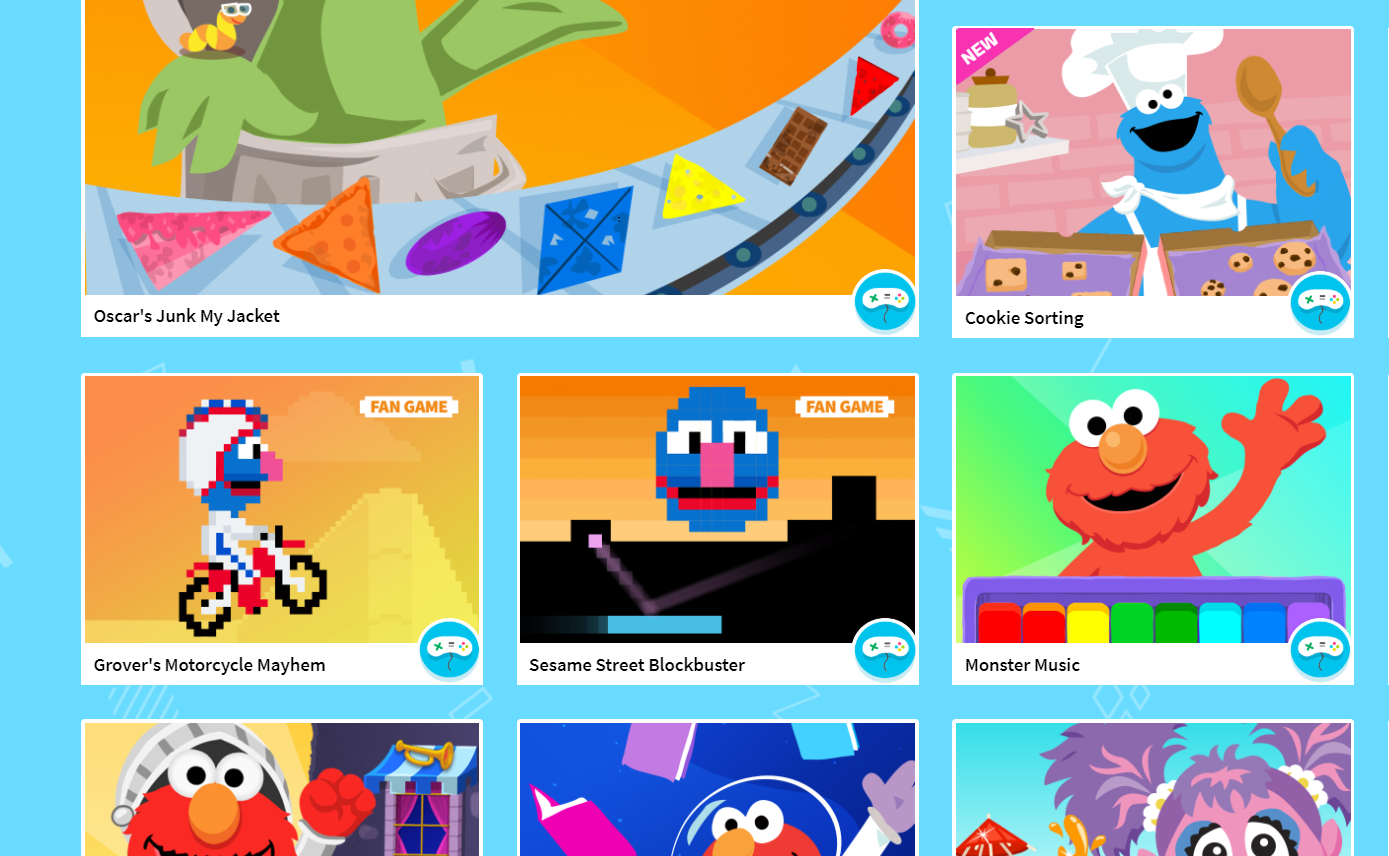 NEW
Oscar's Junk My Jacket
Cookie Sorting
FAN GAME
FAN GAME
Grover's Motorcycle Mayhem
Sesame Street Blockbuster
Monster Music